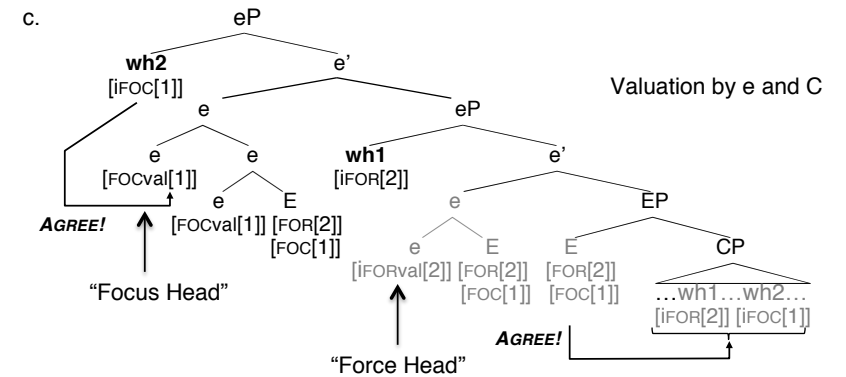 c.
eP
wh2
e'
[iFOC[1]]
Valuation by e and C
e
eP
e
e
wh1
e'
[FOCval[1]]
[iFOR[2]]
e
E
e
EP
AGREE!
[FOCval[1]] [FOR[2]]
[FOC[1]]
e
E
E
CP
[iFORval[2]] [FOR[2]]
[FOR[2]]
"Focus Head"
[FOC[1]]
[FOC[1]]
…wh1…wh2…
[iFOR[2]] [iFOC[1]]
AGREE!
"Force Head"